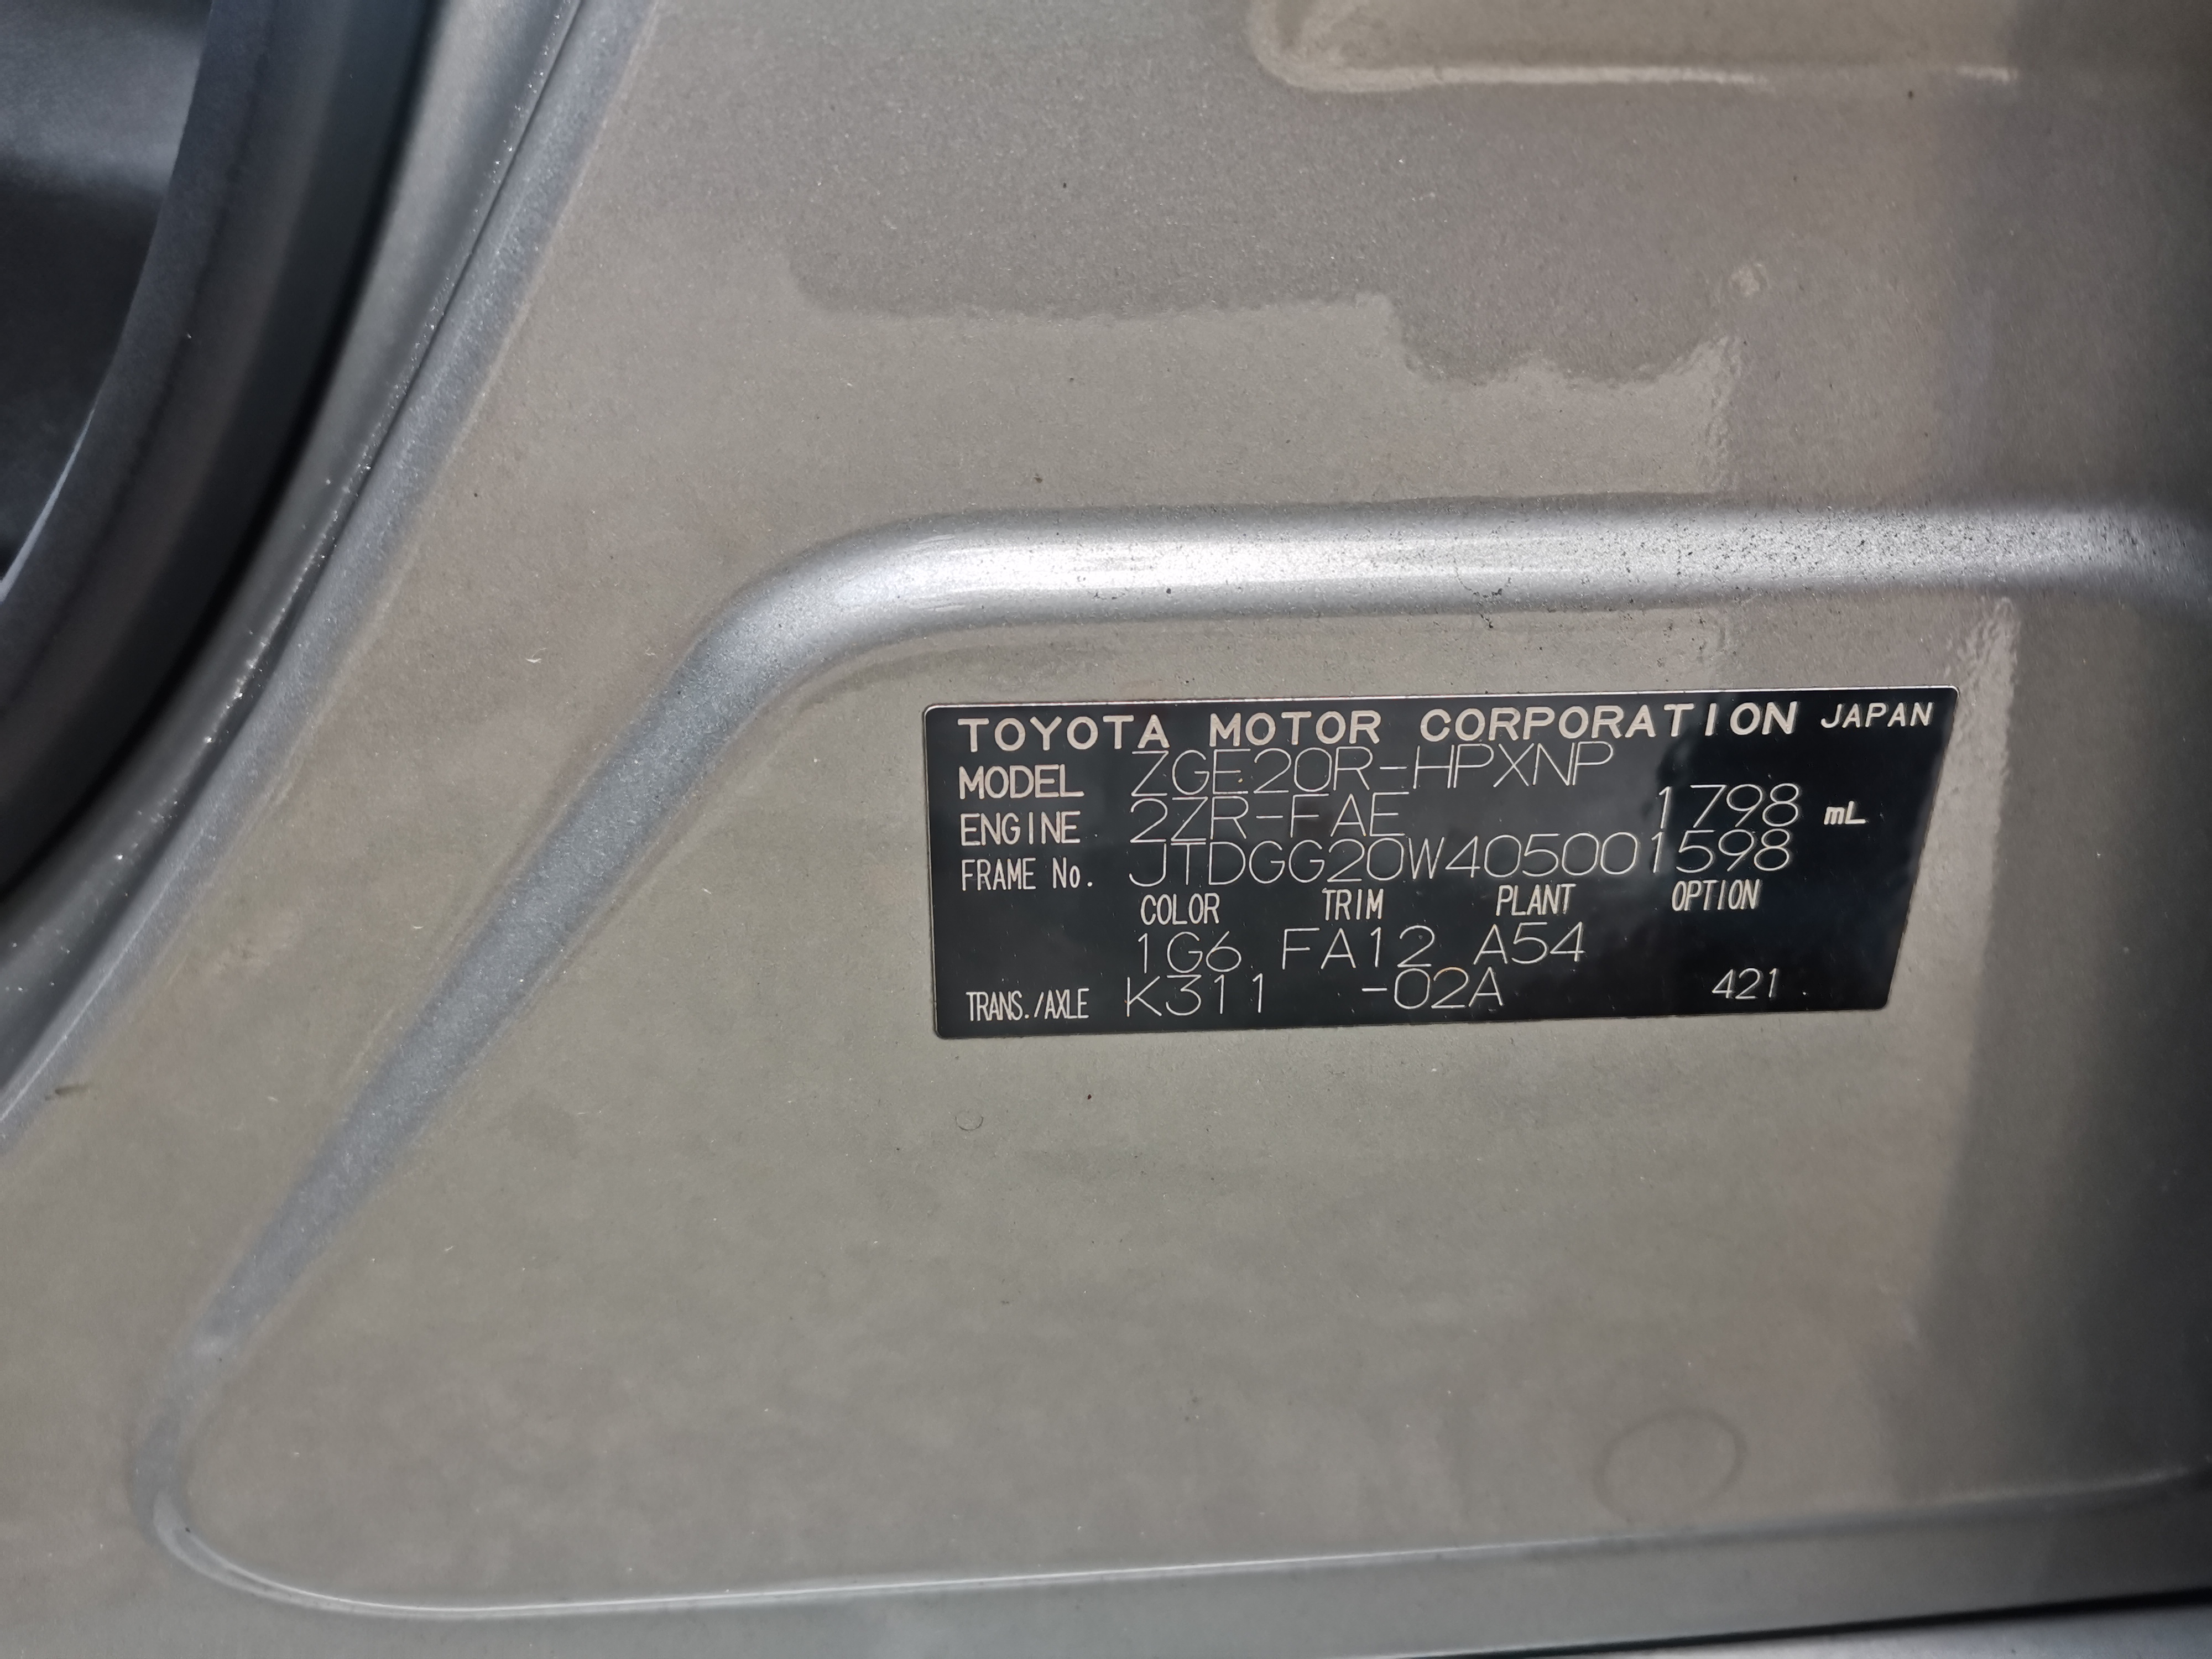 TOYOTA MOTOR CORPORATION JAPAN
MODEL ZGE20R-HPXNP
ENGINE 2ZR-FAE 1798 mL
FRAME No. JTDGG20W405001598
COLOR TRIM PLANT OPTION
1G6 FA12 A54
TRANS./AXLE K311 -02A 421